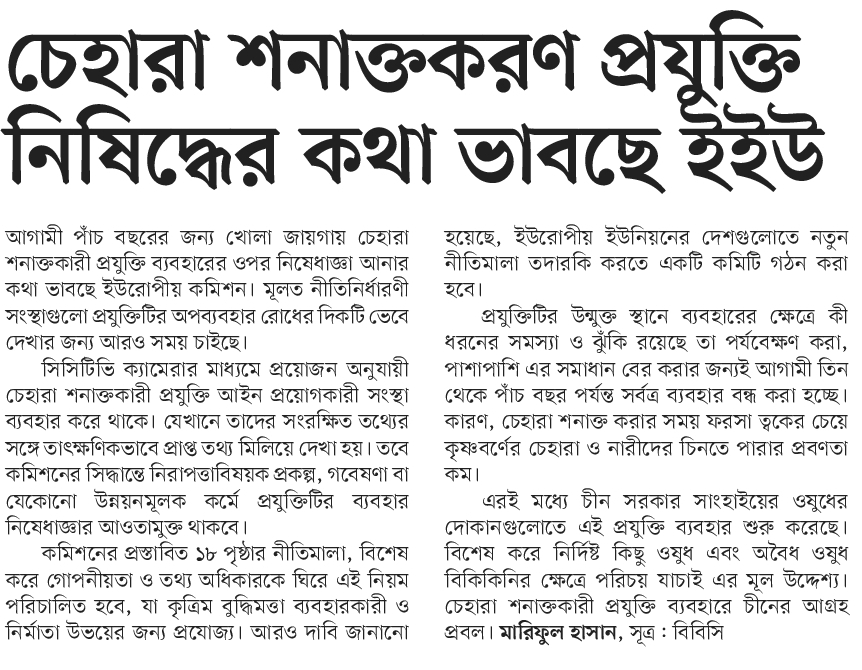 চেহারা শনাক্তকরণ প্রযুক্তি
নিষিদ্ধের কথা ভাবছে ইইউ
আগামী পাঁচ বছরের জন্য খোলা জায়গায় চেহারা
শনাক্তকারী প্রযুক্তি ব্যবহারের ওপর নিষেধাজ্ঞা আনার
কথা ভাবছে ইউরোপীয় কমিশন। মূলত নীতিনির্ধারণী
সংস্থাগুলো প্রযুক্তিটির অপব্যবহার রোধের দিকটি ভেবে
দেখার জন্য আরও সময় চাইছে।
সিসিটিভি ক্যামেরার মাধ্যমে প্রয়োজন অনুযায়ী
চেহারা শনাক্তকারী প্রযুক্তি আইন প্রয়োগকারী সংস্থা
ব্যবহার করে থাকে। যেখানে তাদের সংরক্ষিত তথ্যের
সঙ্গে তাৎক্ষণিকভাবে প্রাপ্ত তথ্য মিলিয়ে দেখা হয়। তবে
কমিশনের সিদ্ধান্তে নিরাপত্তাবিষয়ক প্রকল্প, গবেষণা বা
যেকোনো উন্নয়নমূলক কর্মে প্রযুক্তিটির ব্যবহার
নিষেধাজ্ঞার আওতামুক্ত থাকবে।
কমিশনের প্রস্তাবিত ১৮ পৃষ্ঠার নীতিমালা, বিশেষ
করে গোপনীয়তা ও তথ্য অধিকারকে ঘিরে এই নিয়ম
পরিচালিত হবে, যা কৃত্রিম বুদ্ধিমত্তা ব্যবহারকারী ও
নির্মাতা উভয়ের জন্য প্রযোজ্য। আরও দাবি জানানো
হয়েছে, ইউরোপীয় ইউনিয়নের দেশগুলোতে নতুন
নীতিমালা তদারকি করতে একটি কমিটি গঠন করা
হবে।
প্রযুক্তিটির উন্মুক্ত স্থানে ব্যবহারের ক্ষেত্রে কী
ধরনের সমস্যা ও ঝুঁকি রয়েছে তা পর্যবেক্ষণ করা,
পাশাপাশি এর সমাধান বের করার জন্যই আগামী তিন
থেকে পাঁচ বছর পর্যন্ত সর্বত্র ব্যবহার বন্ধ করা হচ্ছে।
কারণ, চেহারা শনাক্ত করার সময় ফরসা ত্বকের চেয়ে
কৃষ্ণবর্ণের চেহারা ও নারীদের চিনতে পারার প্রবণতা
কম।
এরই মধ্যে চীন সরকার সাংহাইয়ের ওষুধের
দোকানগুলোতে এই প্রযুক্তি ব্যবহার শুরু করেছে।
বিশেষ করে নির্দিষ্ট কিছু ওষুধ এবং অবৈধ ওষুধ
বিকিকিনির ক্ষেত্রে পরিচয় যাচাই এর মূল উদ্দেশ্য।
চেহারা শনাক্তকারী প্রযুক্তি ব্যবহারে চীনের আগ্রহ
প্রবল। মারিফুল হাসান, সূত্র : বিবিসি